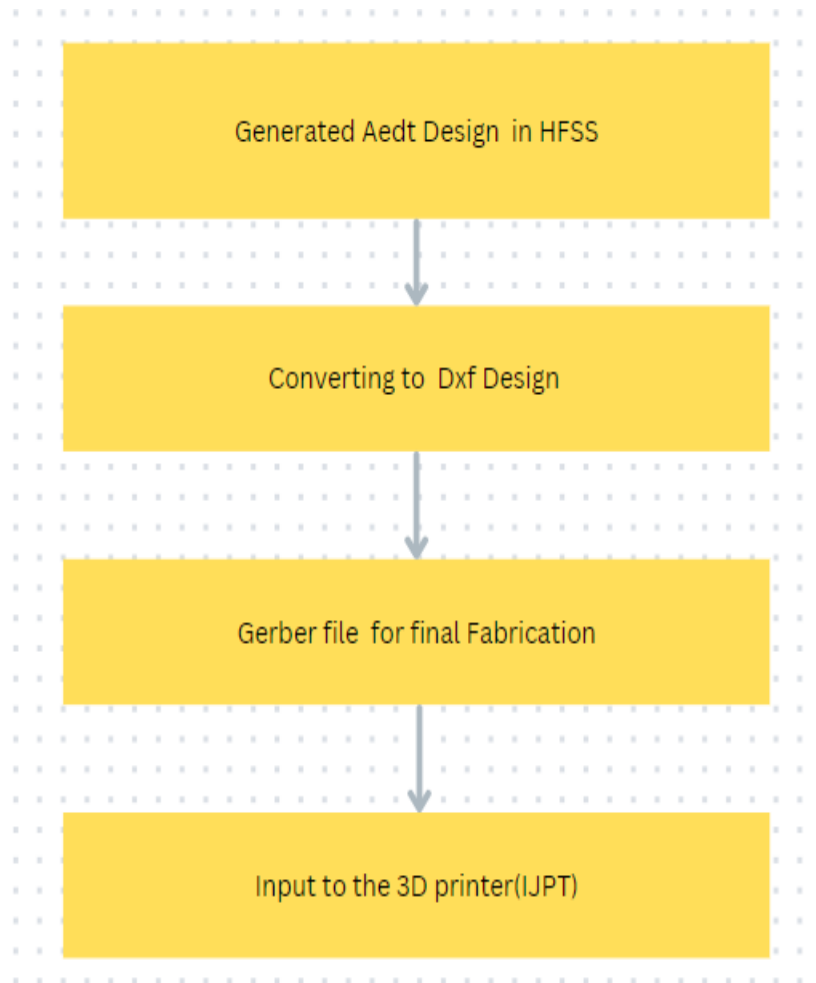 Generated Aedt Design in HFSS
Converting to Dxf Design
Gerber file for final Fabrication
Input to the 3D printer(IJPT)